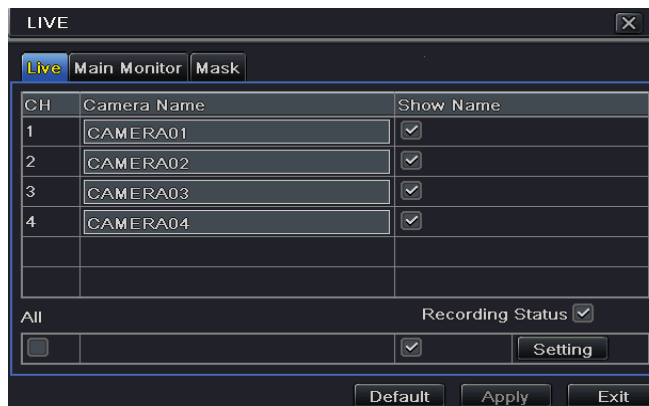 LIVE
Live Main Monitor Mask
CH Camera Name Show Name
1 CAMERA01
2 CAMERA02
3 CAMERA03
4 CAMERA04
All Recording Status
Setting
Default Apply Exit